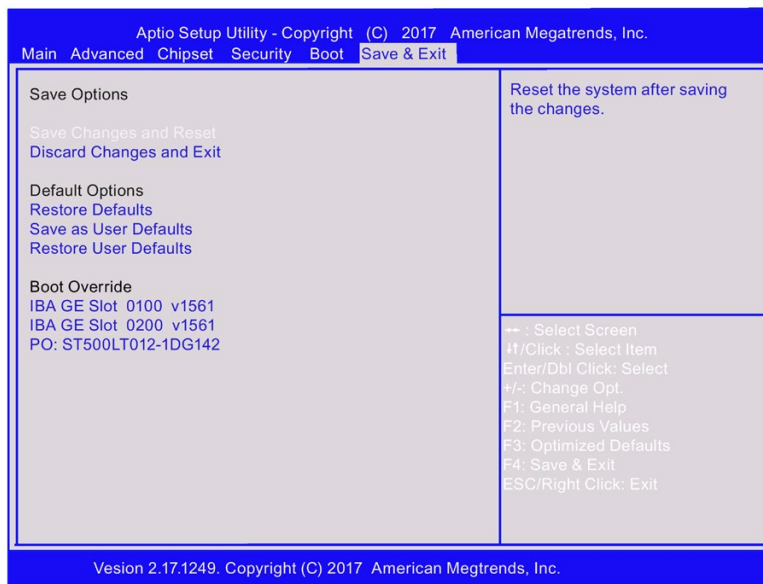 Aptio Setup Utility - Copyright (C) 2017 American Megatrends, Inc.
Main Advanced Chipset Security Boot Save & Exit
Save Options
Save Changes and Reset
Discard Changes and Exit
Default Options
Restore Defaults
Save as User Defaults
Restore User Defaults
Boot Override
IBA GE Slot 0100 v1561
IBA GE Slot 0200 v1561
PO: ST500LT012-1DG142
Reset the system after saving
the changes.
↔ : Select Screen
↓↑/Click : Select Item
Enter/Dbl Click: Select
+/-: Change Opt.
F1: General Help
F2: Previous Values
F3: Optimized Defaults
F4: Save & Exit
ESC/Right Click: Exit
Vesion 2.17.1249. Copyright (C) 2017 American Megtrends, Inc.